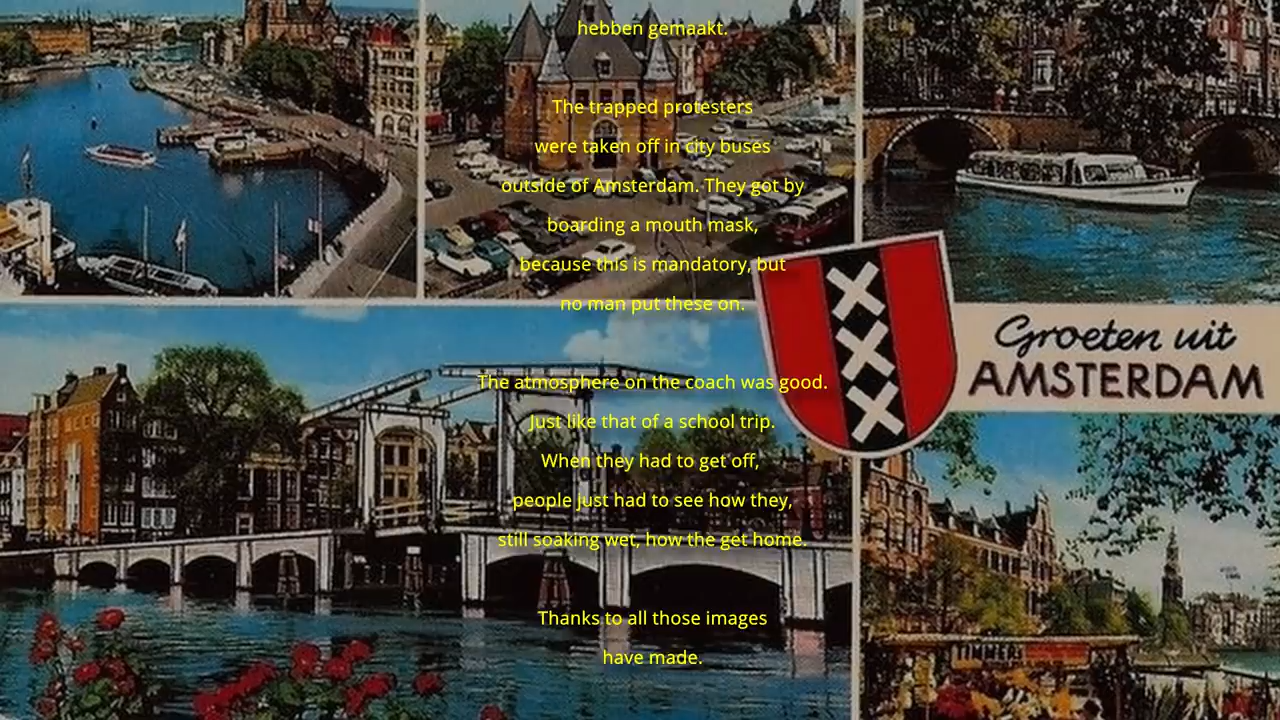 hebben gemaakt.
The trapped protesters
were taken off in city buses
outside of Amsterdam. They got by
boarding a mouth mask,
because this is mandatory, but
no man put these on.
Groeten uit
AMSTERDAM
The atmosphere on the coach was good.
Just like that of a school trip.
When they had to get off,
people just had to see how they,
still soaking wet, how the get home.
Thanks to all those images
have made.
TIMMERS